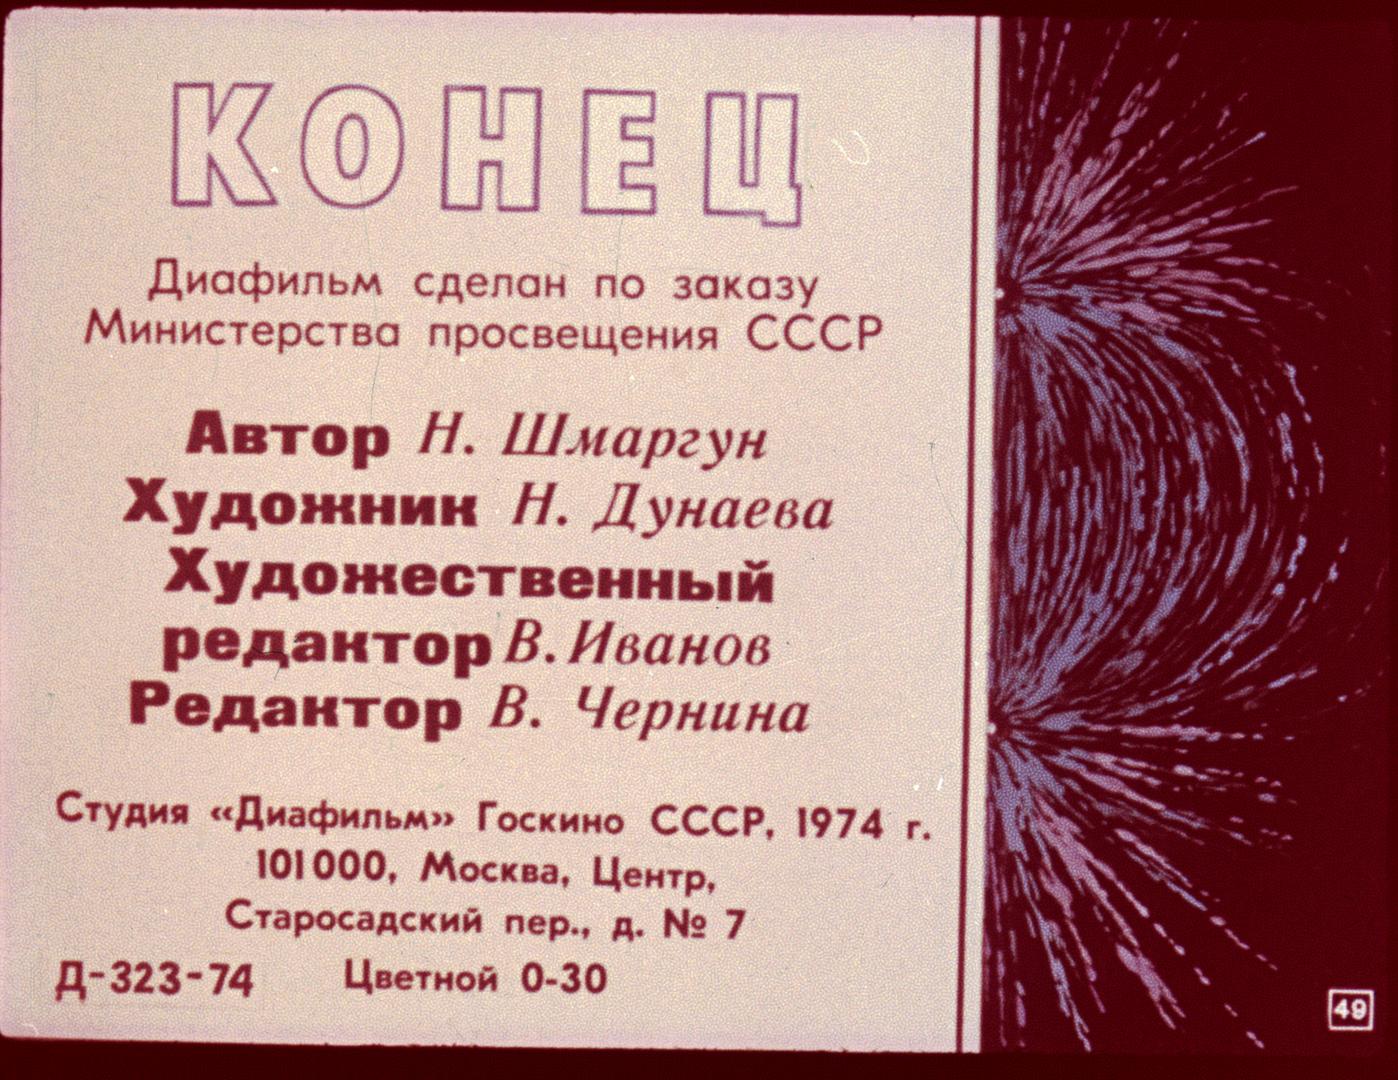 КОНЕЦ
Диафильм сделан по заказу
Министерства просвещения СССР
Автор Н. Шмаргун
Художник Н. Дунаева
Художественный
редактор В. Иванов
Редактор В. Чернина
Студия «Диафильм» Госкино СССР, 1974 г.
101000, Москва, Центр,
Старосадский пер., д. № 7
Д-323-74 Цветной 0-30
49